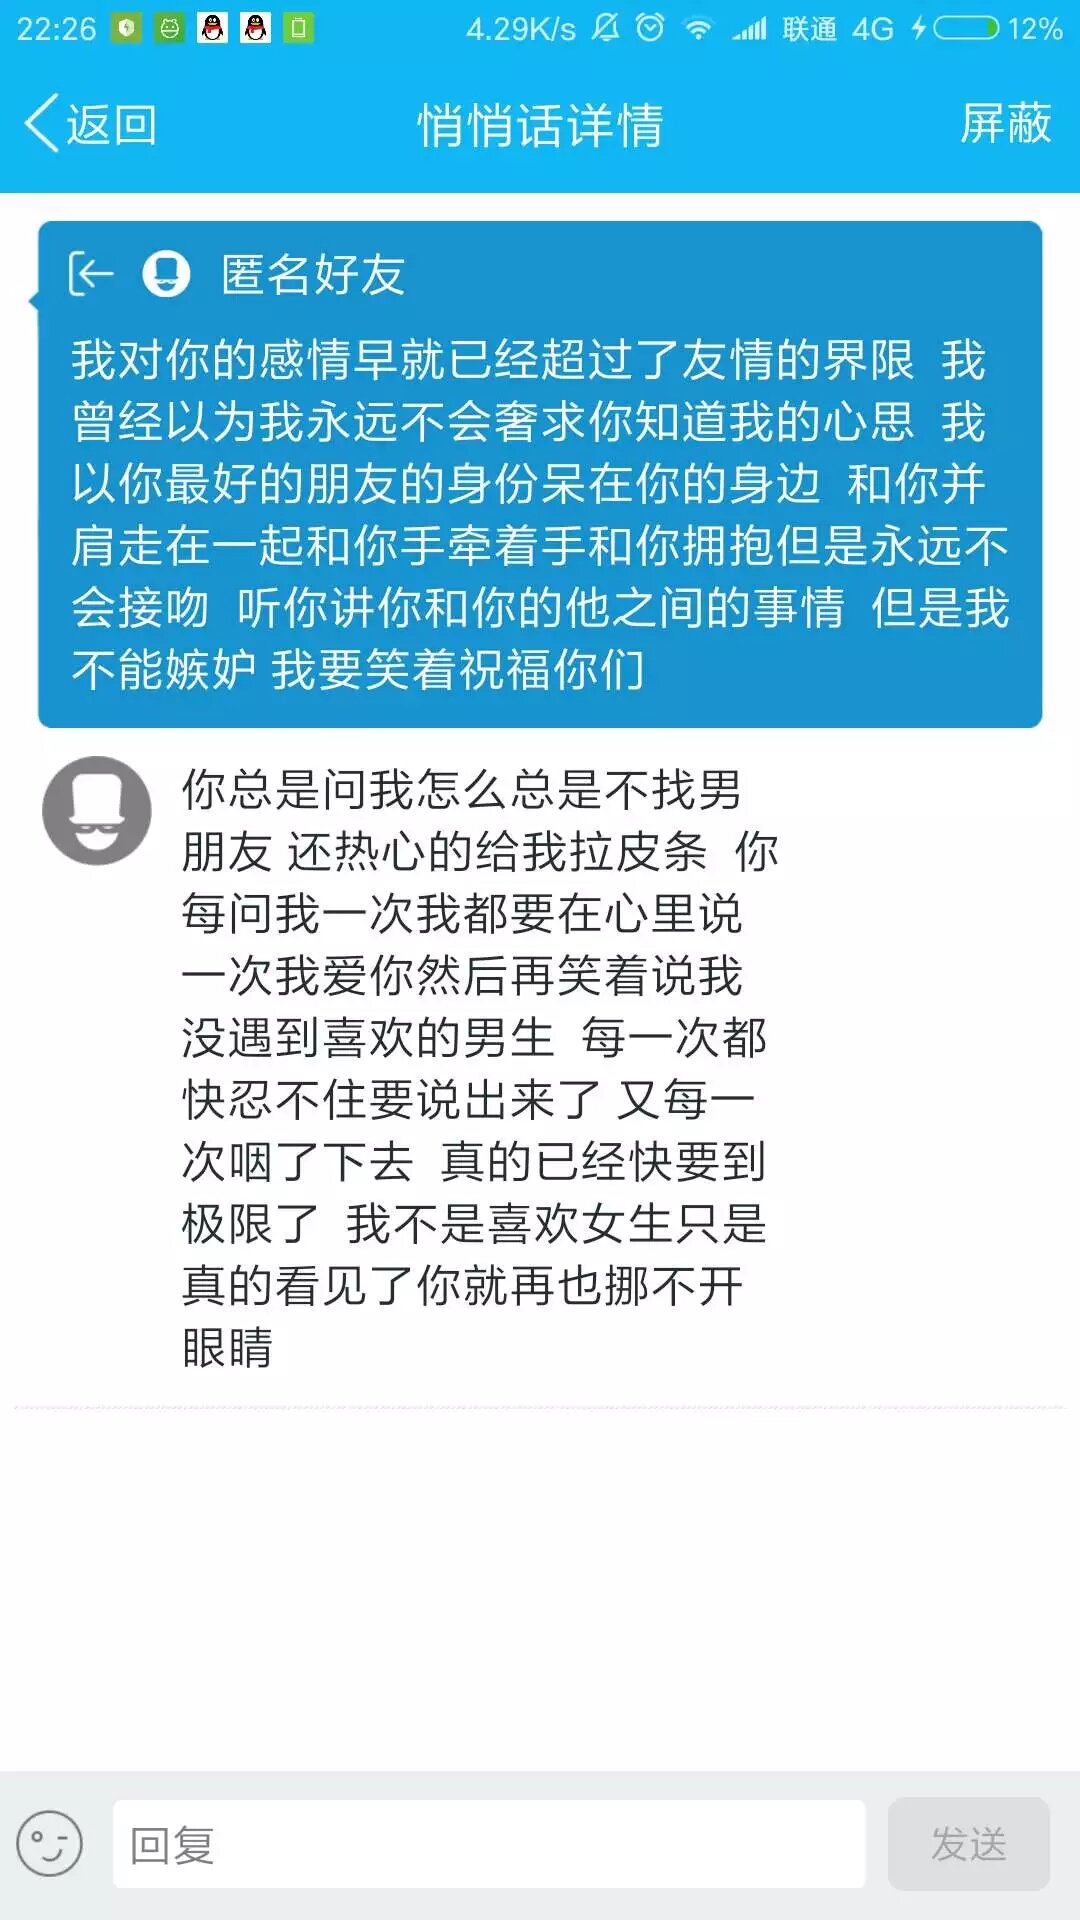 22:26 4.29K/s 联通 4G 12%
返回 悄悄话详情 屏蔽
匿名好友
我对你的感情早就已经超过了友情的界限 我
曾经以为我永远不会奢求你知道我的心思 我
以你最好的朋友的身份呆在你的身边 和你并
肩走在一起和你手牵着手和你拥抱但是永远不
会接吻 听你讲你和你的他之间的事情 但是我
不能嫉妒 我要笑着祝福你们
你总是问我怎么总是不找男
朋友 还热心的给我拉皮条 你
每问我一次我都要在心里说
一次我爱你然后再笑着说我
没遇到喜欢的男生 每一次都
快忍不住要说出来了 又每一
次咽了下去 真的已经快要到
极限了 我不是喜欢女生只是
真的看见了你就再也挪不开
眼睛
回复 发送